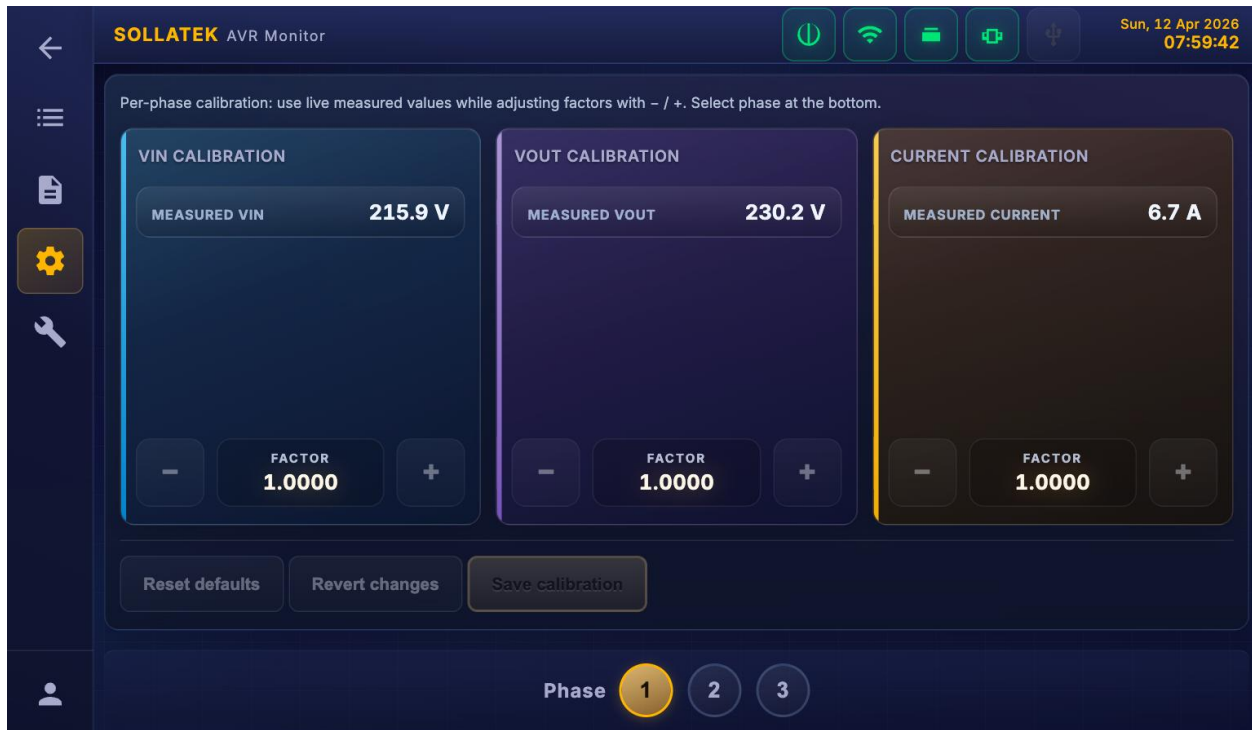 SOLLATEK AVR Monitor
Sun, 12 Apr 2026
07:59:42
Per-phase calibration: use live measured values while adjusting factors with − / +. Select phase at the bottom.
VIN CALIBRATION
MEASURED VIN 215.9 V
− FACTOR +
1.0000
VOUT CALIBRATION
MEASURED VOUT 230.2 V
− FACTOR +
1.0000
CURRENT CALIBRATION
MEASURED CURRENT 6.7 A
− FACTOR +
1.0000
Reset defaults Revert changes Save calibration
Phase 1 2 3